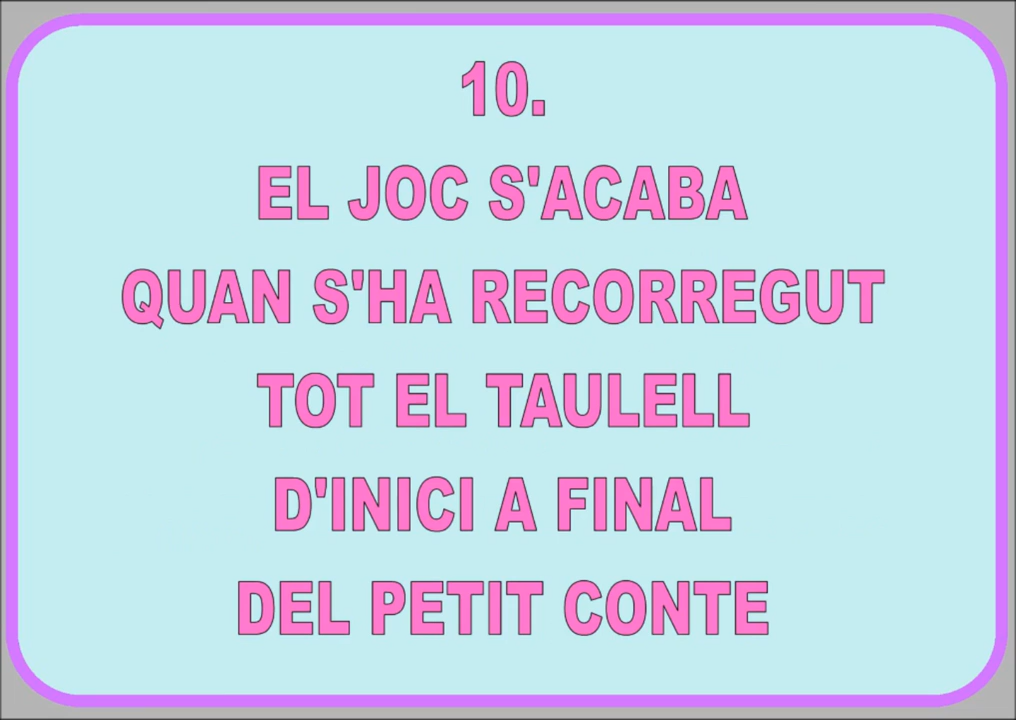 10.
EL JOC S'ACABA
QUAN S'HA RECORREGUT
TOT EL TAULELL
D'INICI A FINAL
DEL PETIT CONTE